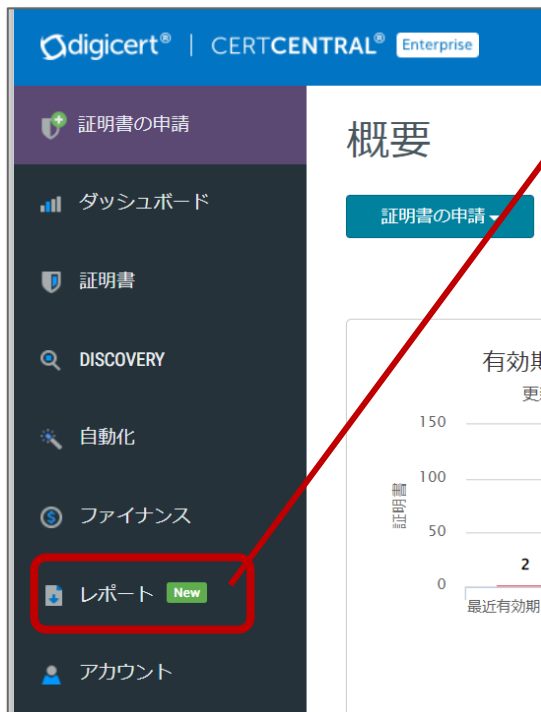 digicert® | CERTCENTRAL® Enterprise
証明書の申請
ダッシュボード
証明書
DISCOVERY
自動化
ファイナンス
レポート New
アカウント
概要
証明書の申請
有効期
更新
150
100
50
0
証明書
2
最近有効期